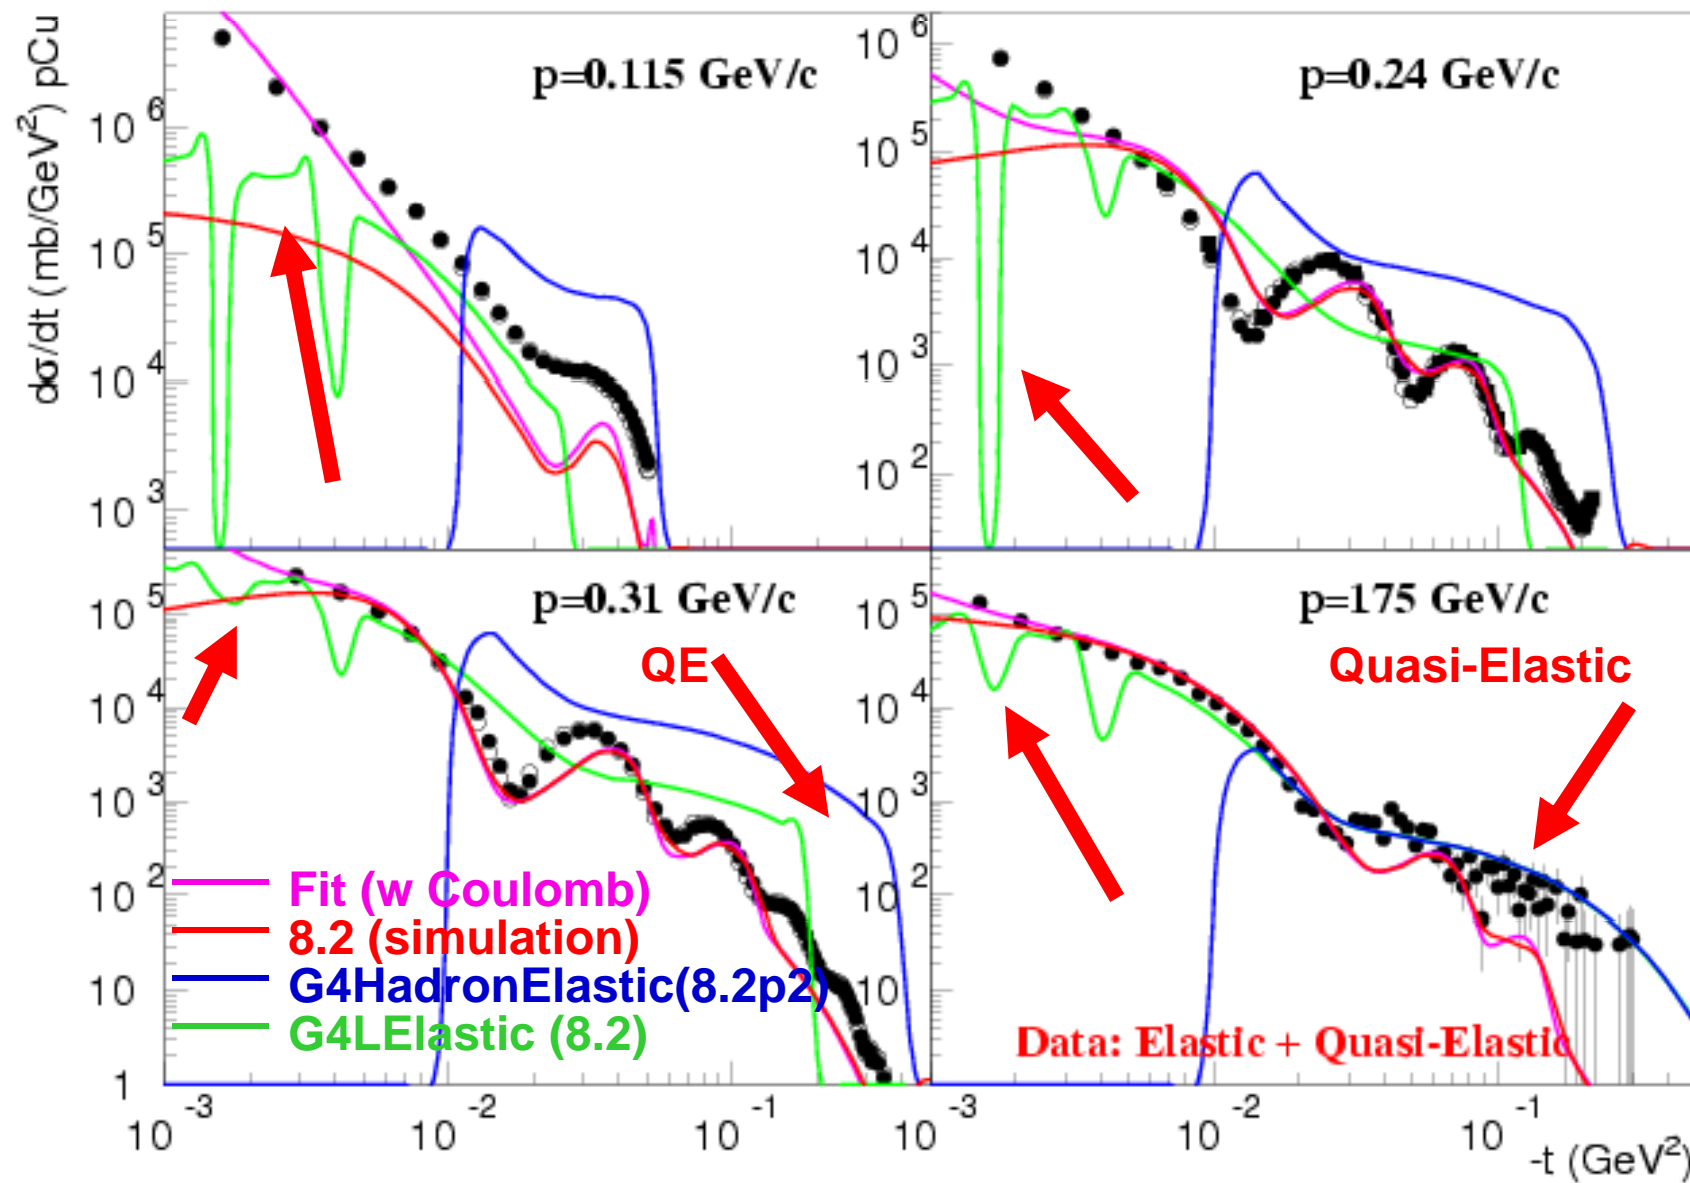 dσ/dt (mb/GeV²) pCu
p=0.115 GeV/c
10⁶
10⁵
10⁴
10³
p=0.24 GeV/c
10⁶
10⁵
10⁴
10³
10²
p=0.31 GeV/c
QE
10⁵
10⁴
10³
10²
10
1
Fit (w Coulomb)
8.2 (simulation)
G4HadronElastic(8.2p2)
G4LElastic (8.2)
p=175 GeV/c
Quasi-Elastic
10⁵
10⁴
10³
10²
10
Data: Elastic + Quasi-Elastic
10⁻³ 10⁻² 10⁻¹ 10⁻³ 10⁻² 10⁻¹
-t (GeV²)